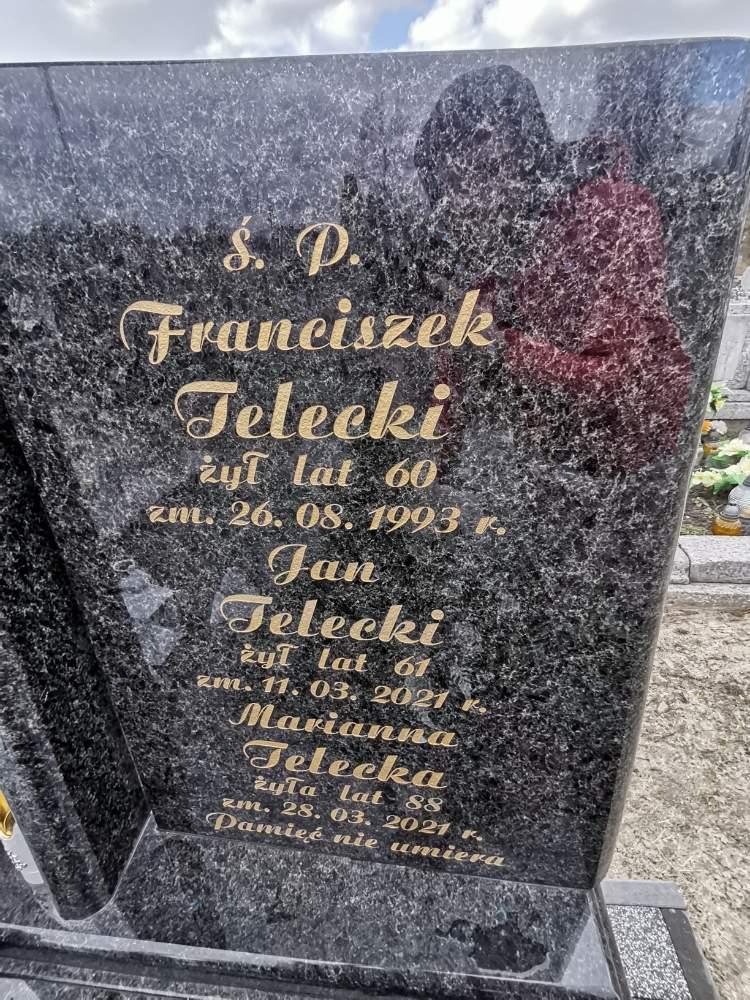 Ś. P.
Franciszek
Telecki
żył lat 60
zm. 26. 08. 1993 r.
Jan
Telecki
żył lat 61
zm. 11. 03. 2021 r.
Marianna
Telecka
żyła lat 88
zm. 28. 03. 2021 r.
Pamięć nie umiera